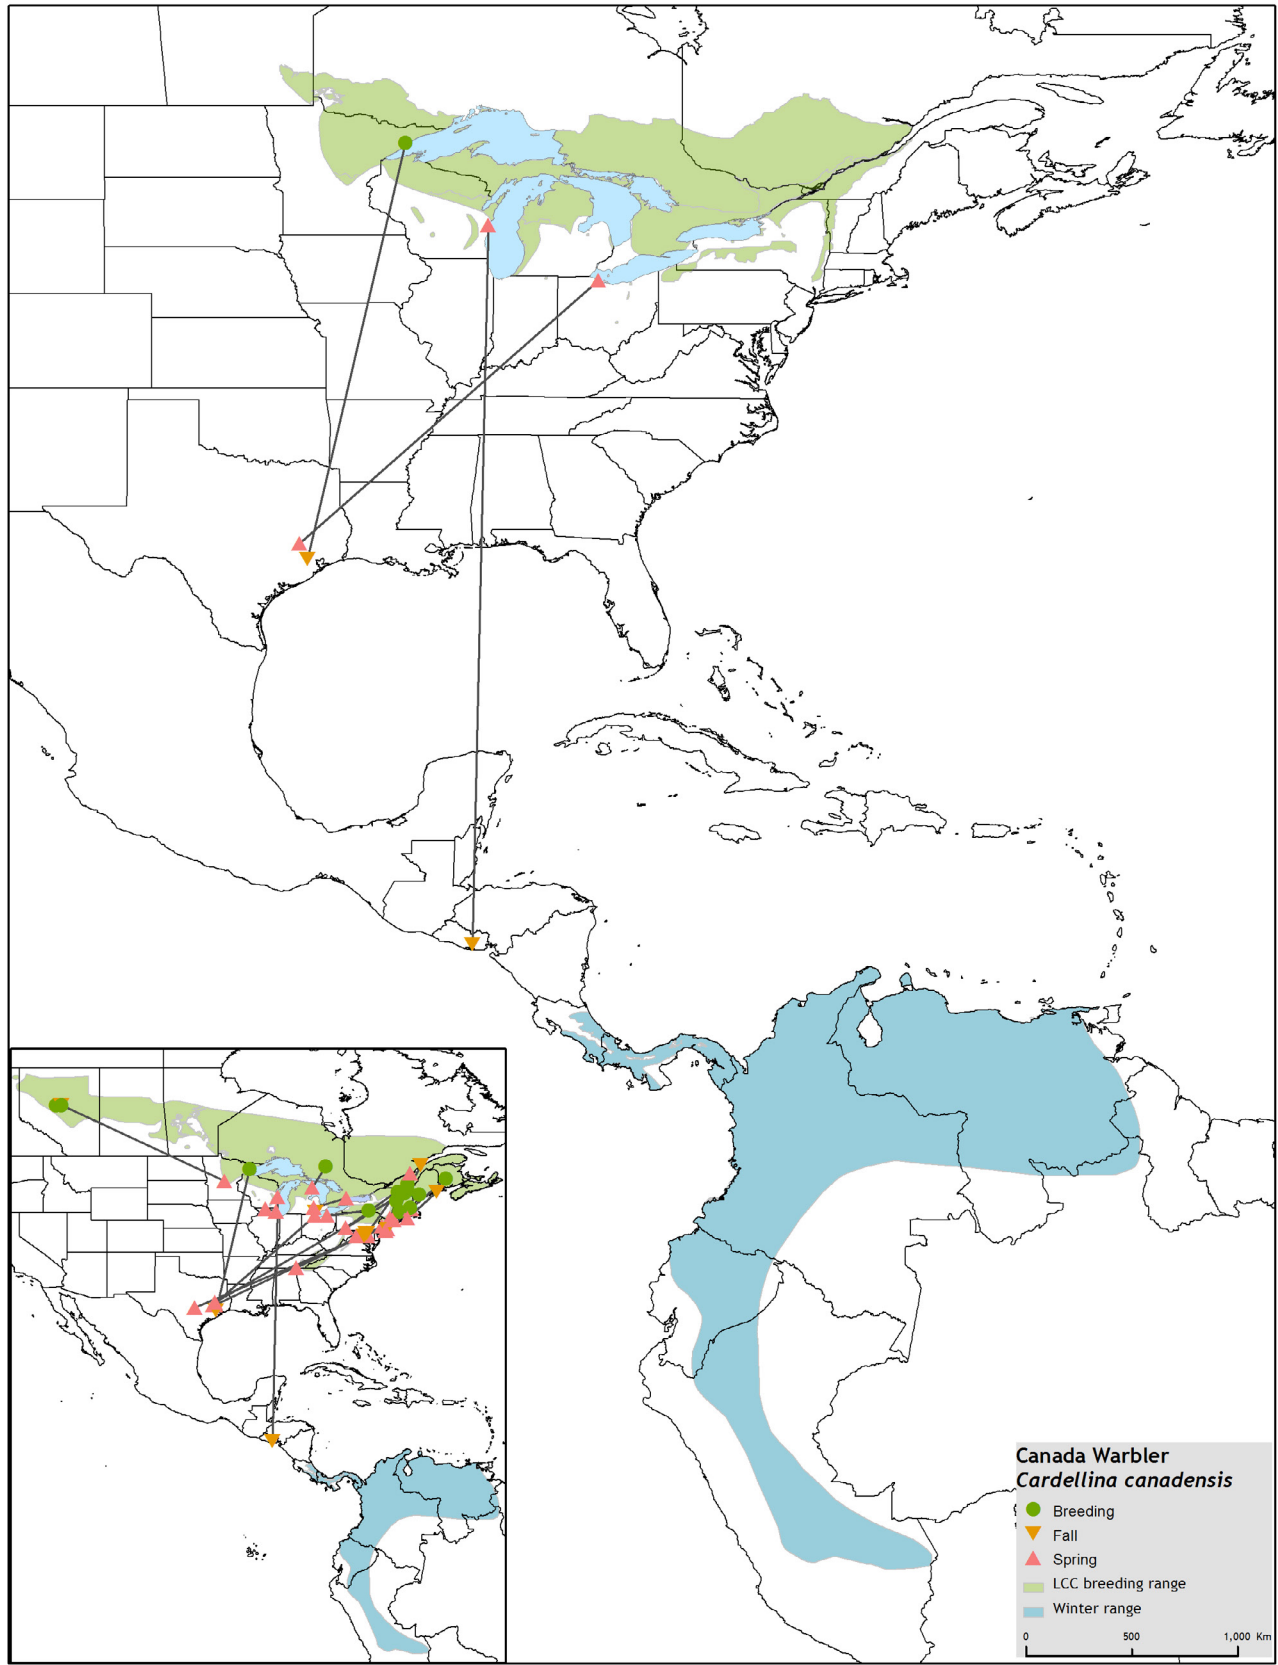 Canada Warbler
Cardellina canadensis
Breeding
Fall
Spring
LCC breeding range
Winter range
0 500 1,000 Km